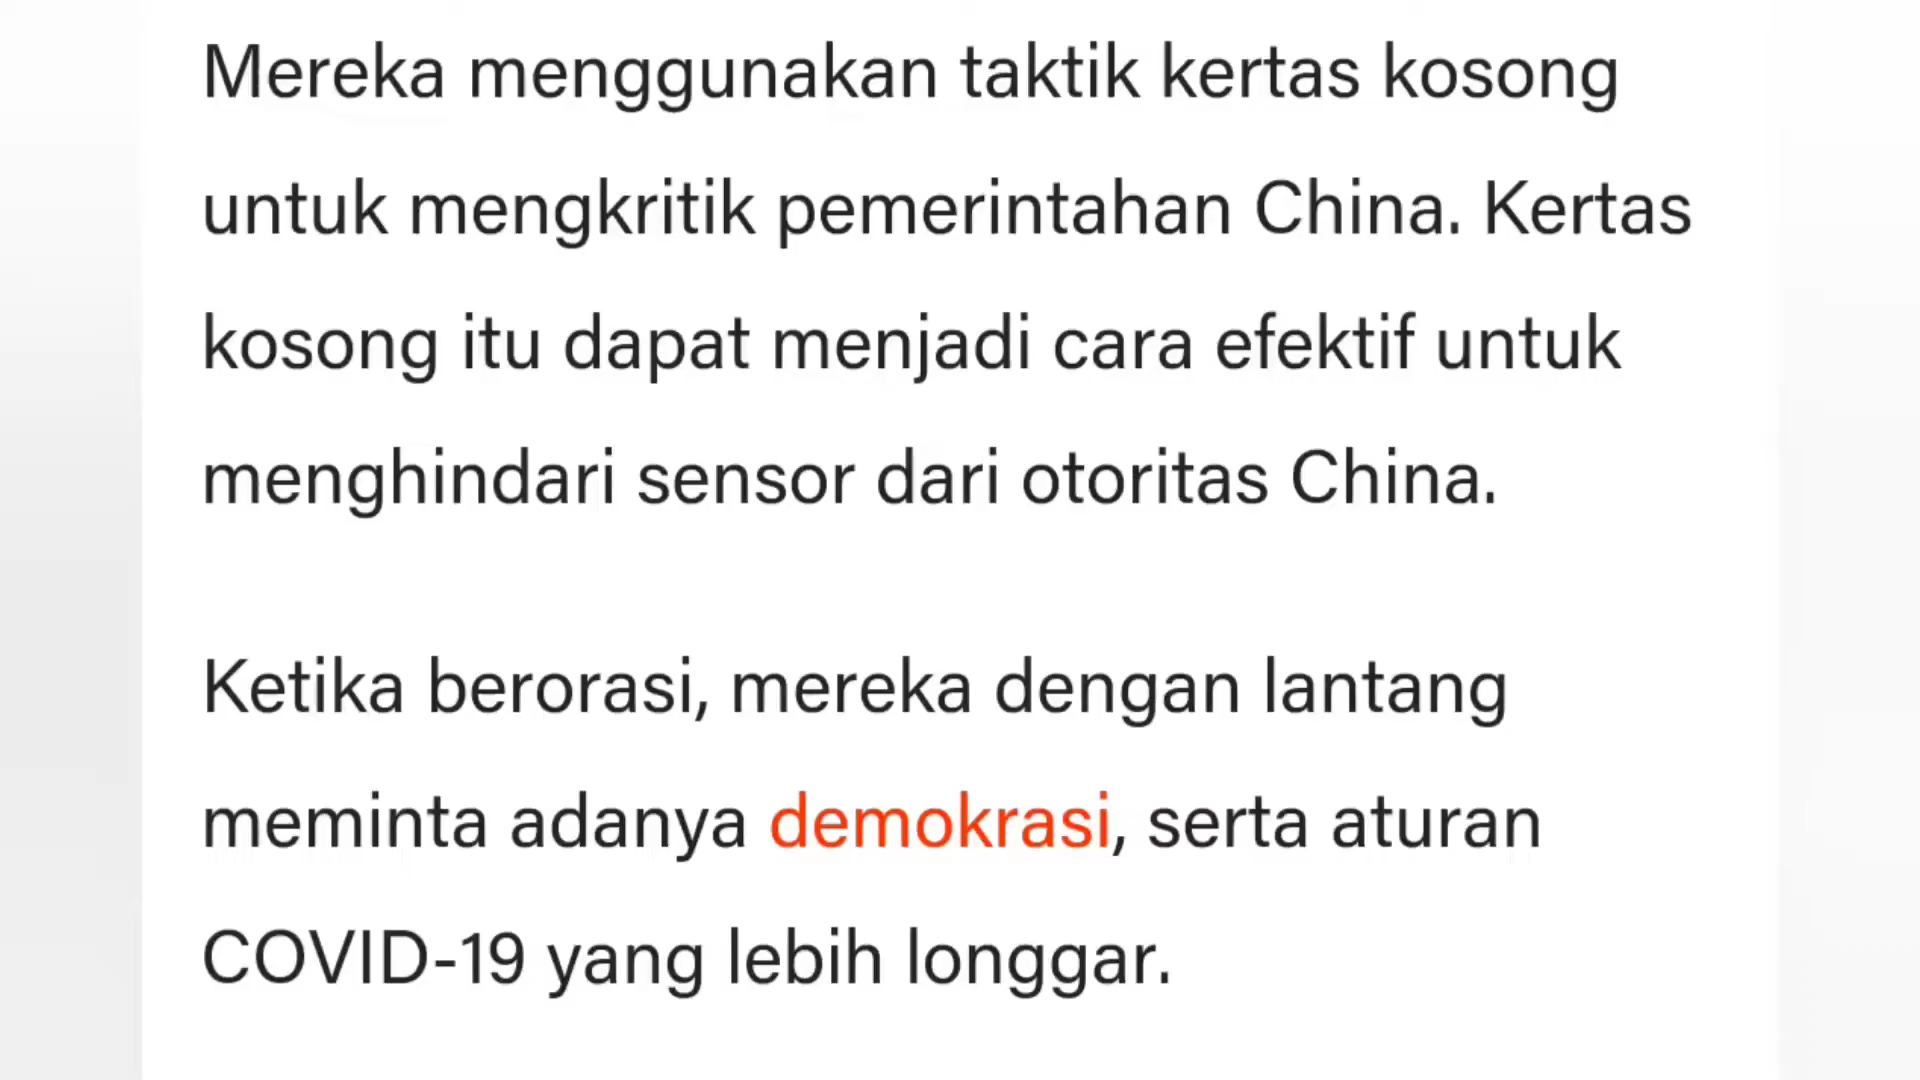 Mereka menggunakan taktik kertas kosong
untuk mengkritik pemerintahan China. Kertas
kosong itu dapat menjadi cara efektif untuk
menghindari sensor dari otoritas China.
Ketika berorasi, mereka dengan lantang
meminta adanya demokrasi, serta aturan
COVID-19 yang lebih longgar.